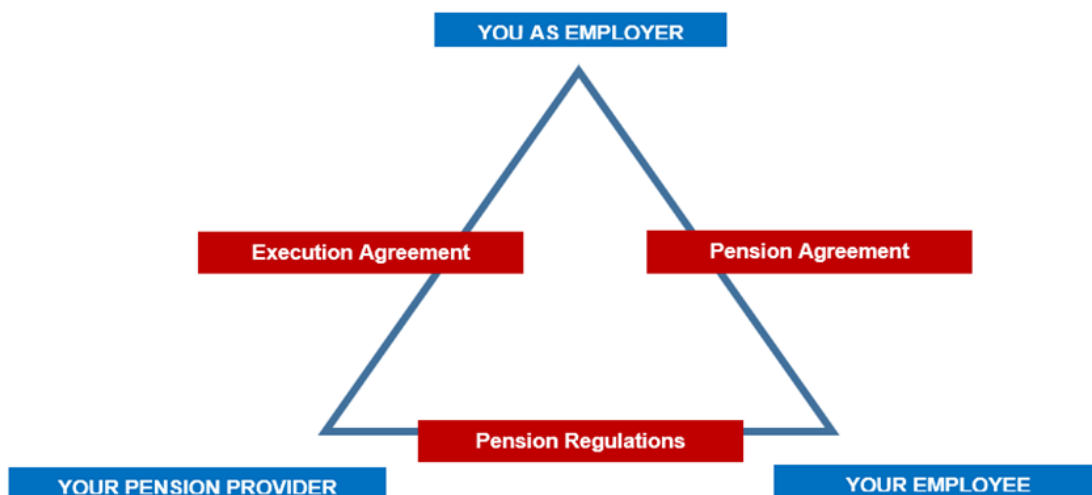 YOU AS EMPLOYER
Execution Agreement
Pension Agreement
Pension Regulations
YOUR PENSION PROVIDER
YOUR EMPLOYEE